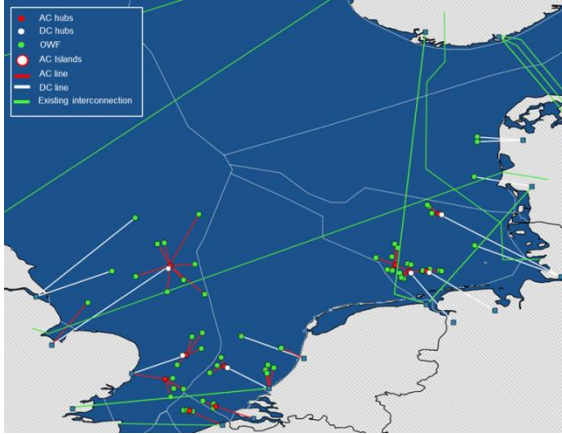 AC hubs
DC hubs
OWF
AC Islands
AC line
DC line
Existing interconnection